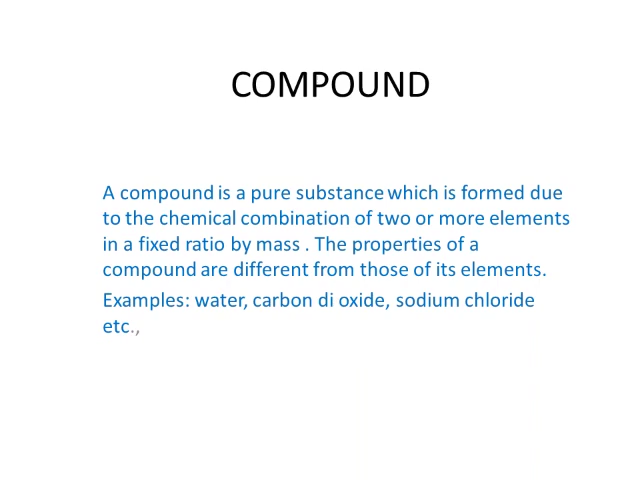 COMPOUND
A compound is a pure substance which is formed due
to the chemical combination of two or more elements
in a fixed ratio by mass . The properties of a
compound are different from those of its elements.
Examples: water, carbon di oxide, sodium chloride
etc.,